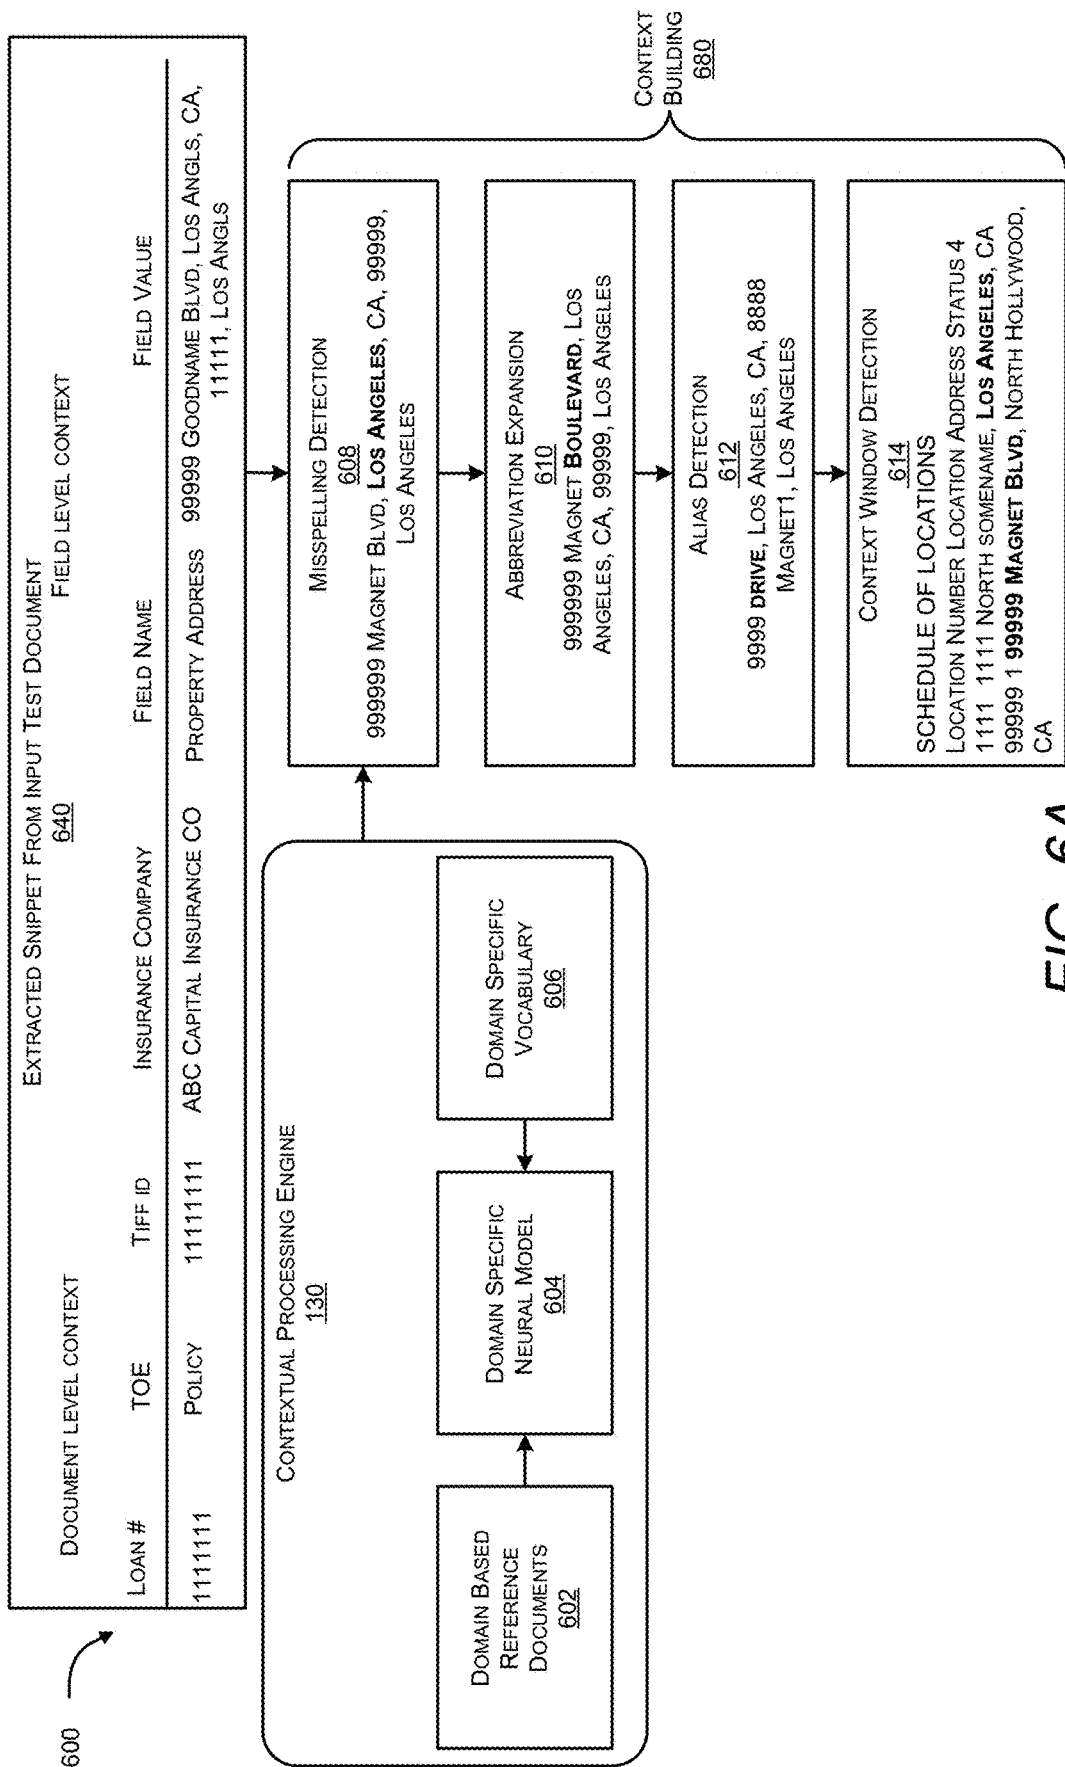 600
EXTRACTED SNIPPET FROM INPUT TEST DOCUMENT
640
DOCUMENT LEVEL CONTEXT
FIELD LEVEL CONTEXT
LOAN # TOE TIFF ID INSURANCE COMPANY FIELD NAME FIELD VALUE
1111111 POLICY 11111111 ABC CAPITAL INSURANCE CO PROPERTY ADDRESS 99999 GOODNAME BLVD, LOS ANGLS, CA,
11111, LOS ANGLS
CONTEXTUAL PROCESSING ENGINE
130
DOMAIN BASED
REFERENCE
DOCUMENTS
602
DOMAIN SPECIFIC
NEURAL MODEL
604
DOMAIN SPECIFIC
VOCABULARY
606
MISSPELLING DETECTION
608
999999 MAGNET BLVD, LOS ANGELES, CA, 99999,
LOS ANGELES
ABBREVIATION EXPANSION
610
999999 MAGNET BOULEVARD, LOS
ANGELES, CA, 99999, LOS ANGELES
ALIAS DETECTION
612
9999 DRIVE, LOS ANGELES, CA, 8888
MAGNET1, LOS ANGELES
CONTEXT WINDOW DETECTION
614
SCHEDULE OF LOCATIONS
LOCATION NUMBER LOCATION ADDRESS STATUS 4
1111 1111 NORTH SOMENAME, LOS ANGELES, CA
99999 1 99999 MAGNET BLVD, NORTH HOLLYWOOD,
CA
CONTEXT
BUILDING
680
FIG. 6A